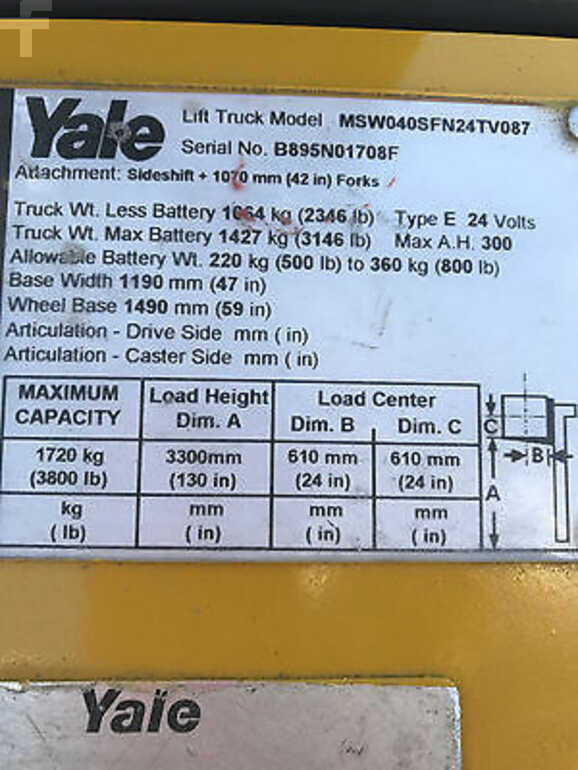 Yale
Lift Truck Model MSW040SFN24TV087
Serial No. B895N01708F
Attachment: Sideshift + 1070 mm (42 in) Forks
Truck Wt. Less Battery 1064 kg (2346 lb) Type E 24 Volts
Truck Wt. Max Battery 1427 kg (3146 lb) Max A.H. 300
Allowable Battery Wt. 220 kg (500 lb) to 360 kg (800 lb)
Base Width 1190 mm (47 in)
Wheel Base 1490 mm (59 in)
Articulation - Drive Side mm ( in)
Articulation - Caster Side mm ( in)
MAXIMUM CAPACITY Load Height Dim. A Load Center
Dim. B Dim. C
1720 kg 3300mm 610 mm 610 mm
(3800 lb) (130 in) (24 in) (24 in)
kg mm mm mm
( lb) ( in) ( in) ( in)
C
B
A
Yale